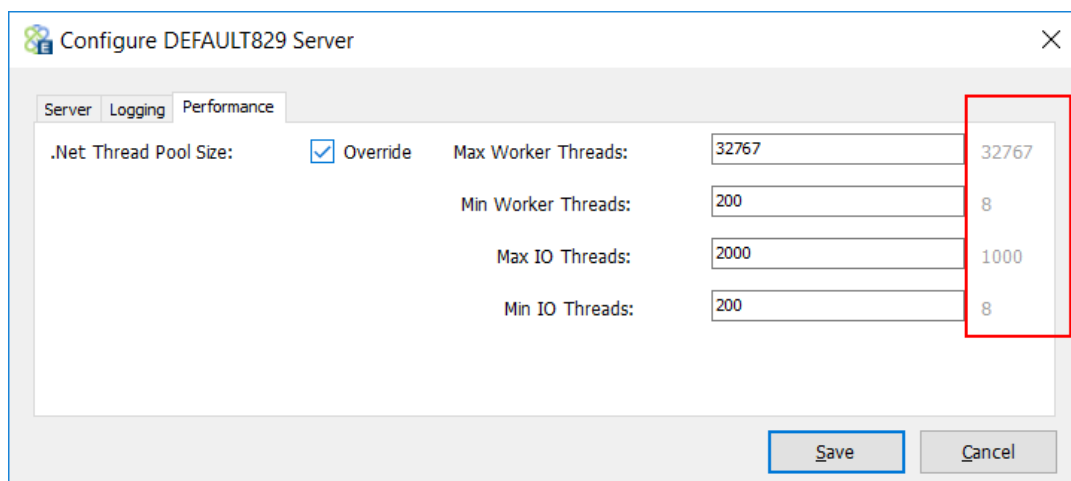 Configure DEFAULT829 Server
Server Logging Performance
.Net Thread Pool Size: Override Max Worker Threads: 32767 32767
Min Worker Threads: 200 8
Max IO Threads: 2000 1000
Min IO Threads: 200 8
Save Cancel